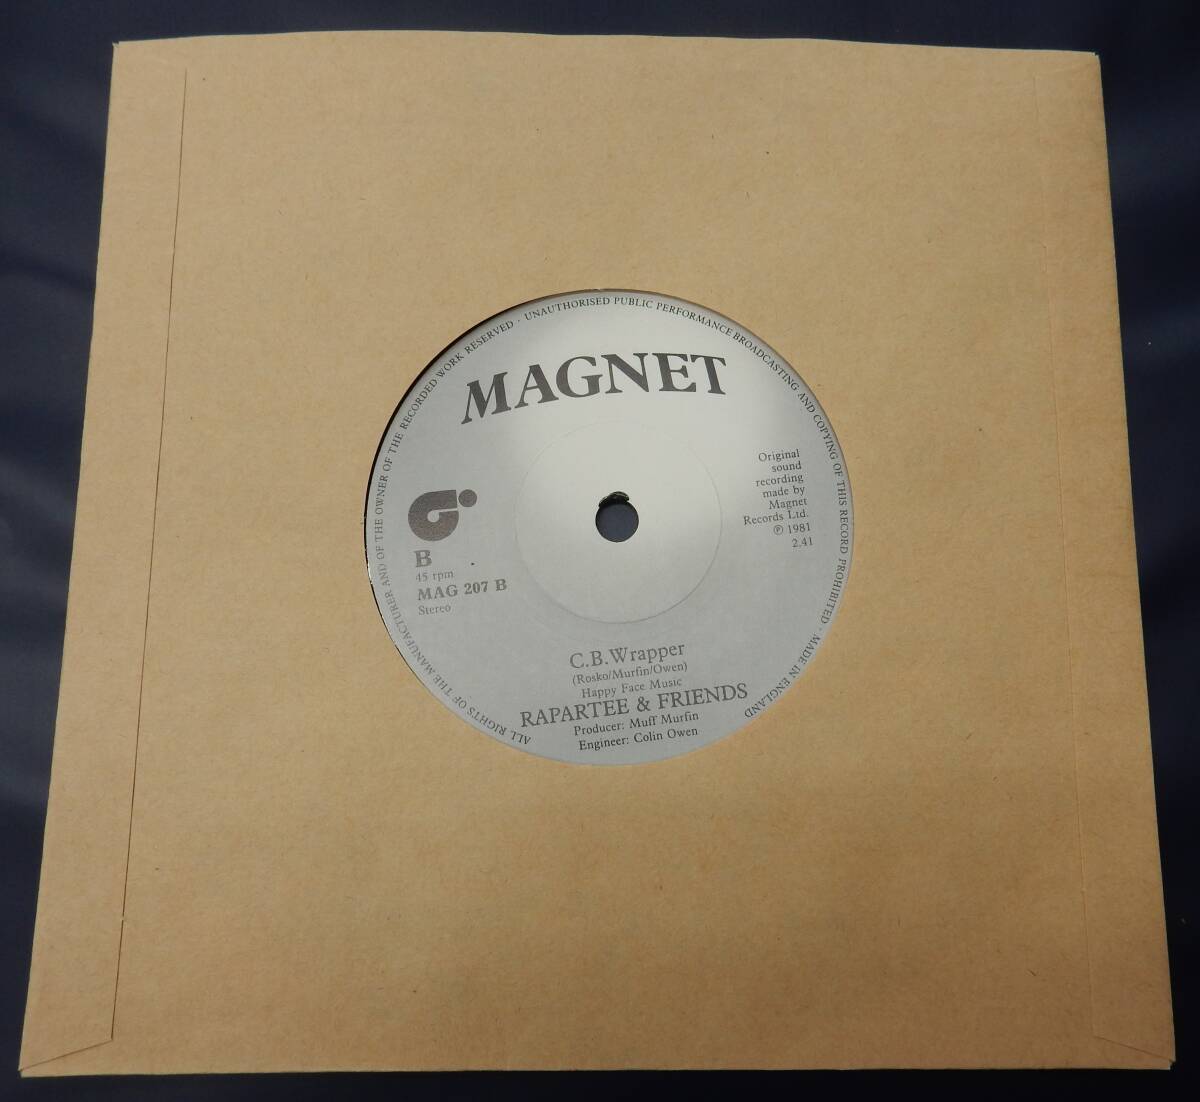 ALL RIGHTS OF THE MANUFACTURER AND OF THE OWNER OF THE RECORDED WORK RESERVED · UNAUTHORISED PUBLIC PERFORMANCE BROADCASTING AND COPYING OF THIS RECORD PROHIBITED · MADE IN ENGLAND
MAGNET
Original
sound
recording
made by
Magnet
Records Ltd.
℗ 1981
2.41
B
45 rpm
MAG 207 B
Stereo
C.B.Wrapper
(Rosko/Murfin/Owen)
Happy Face Music
RAPARTEE & FRIENDS
Producer: Muff Murfin
Engineer: Colin Owen